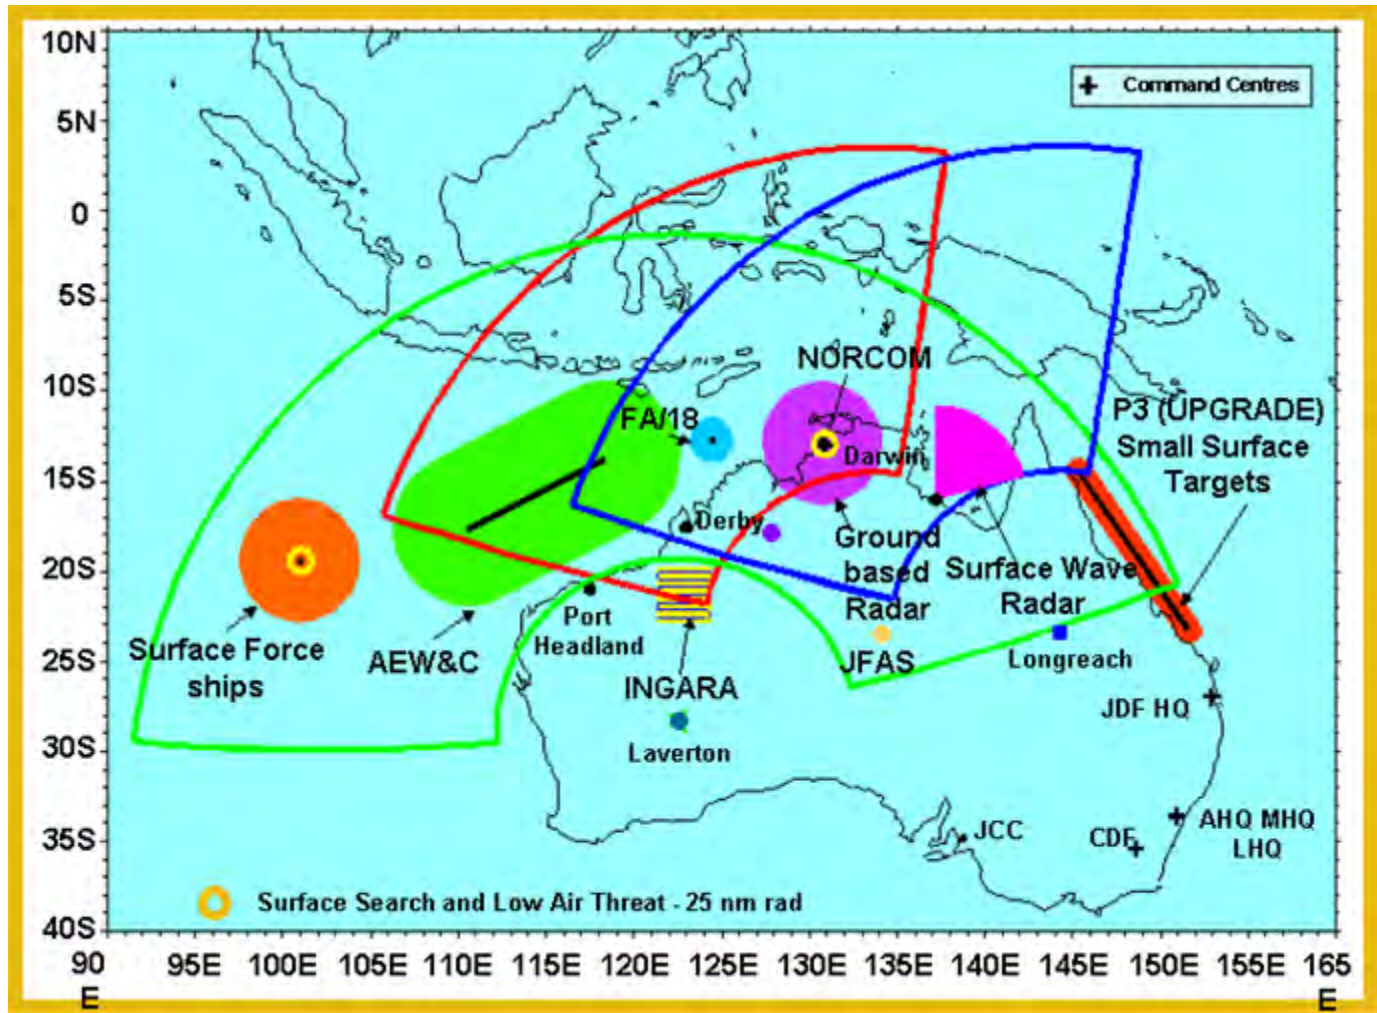 10N
Command Centres
5N
0
5S
NORCOM
10S
P3 (UPGRADE)
FA/18
Small Surface
Darwin
15S
Targets
Derby
Ground
based
Surface Wave
20S
Radar
Radar
Port
Headland
Surface Force
ships
25S
AEW&C
JFAS
Longreach
INGARA
JDF HQ
30S
Laverton
AHQ MHQ
LHQ
35S
JCC
CDF
Surface Search and Low Air Threat - 25 nm rad
40S
90 95E 100E 105E 110E 115E 120E 125E 130E 135E 140E 145E 150E 155E 165
E E